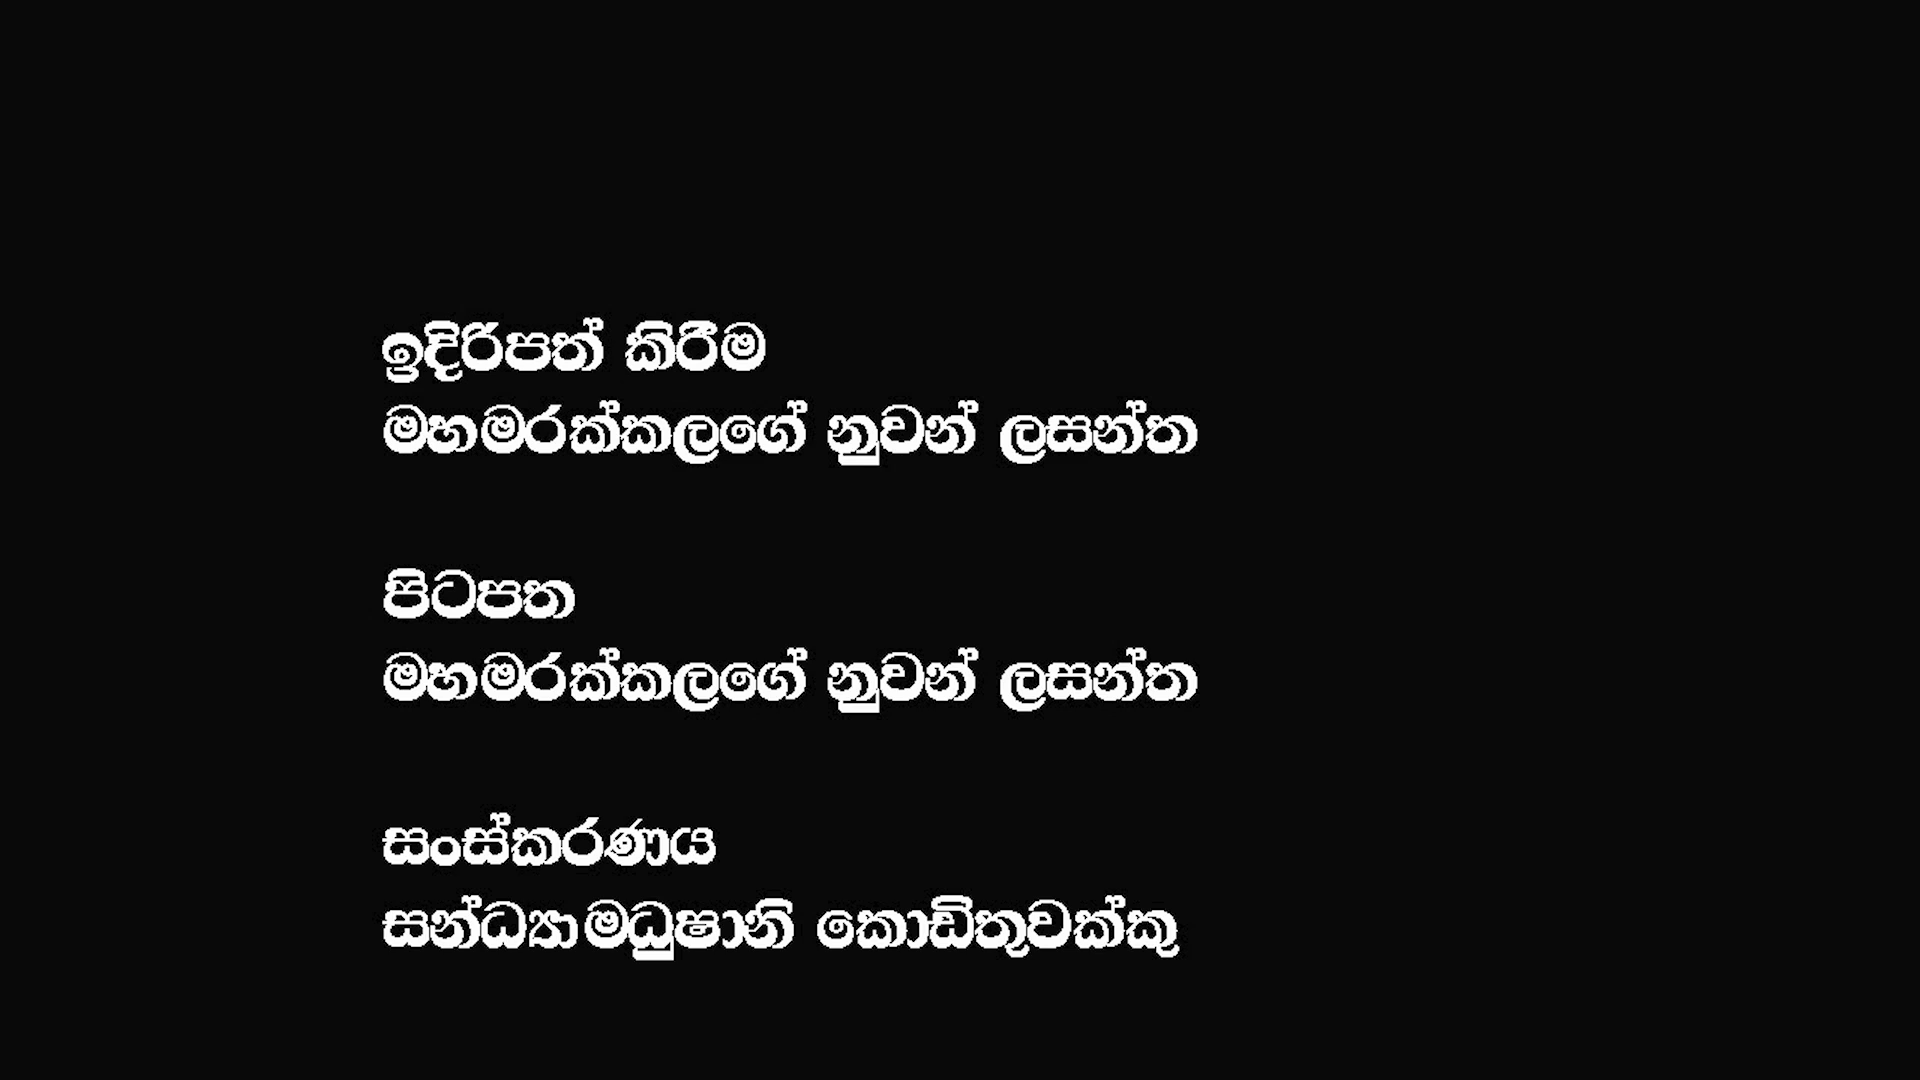 ඉදිරිපත් කිරීම
මහමරක්කලගේ නුවන් ලසන්ත
පිටපත
මහමරක්කලගේ නුවන් ලසන්ත
සංස්කරණය
සන්ධ්‍යා මධුෂානි කොඩිතුවක්කු